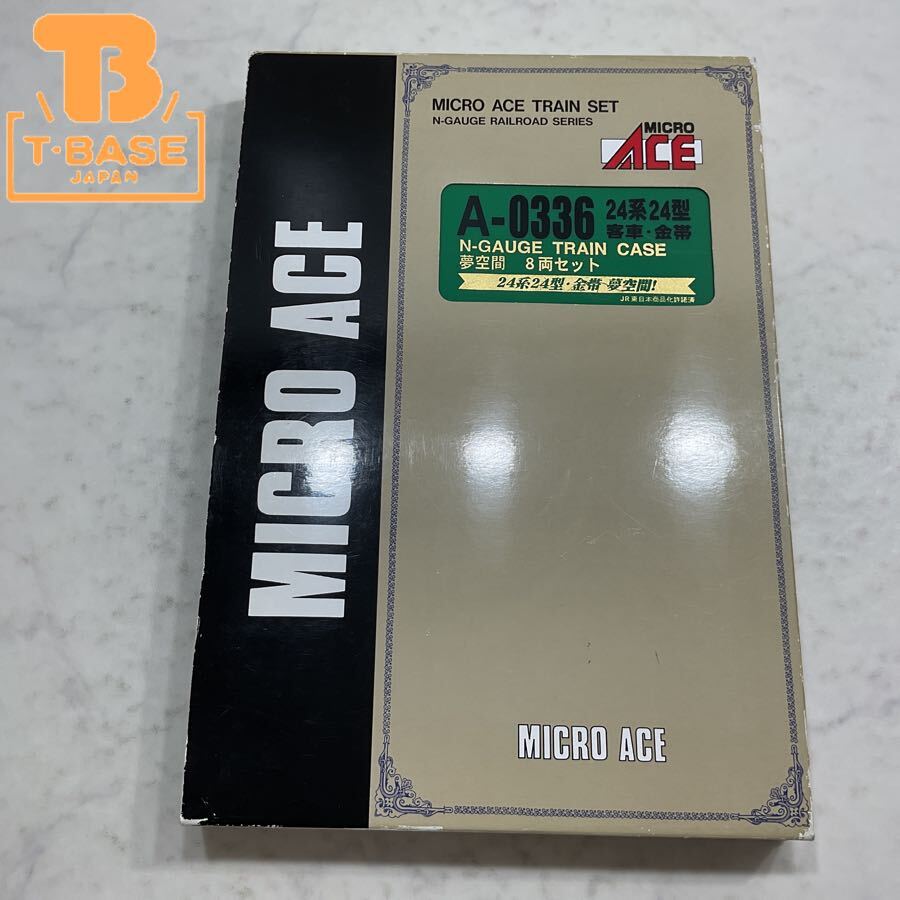 TB
T·BASE
JAPAN
MICRO ACE TRAIN SET
N-GAUGE RAILROAD SERIES
MICRO
ACE
A-0336 24系24型
客車·金帯
N-GAUGE TRAIN CASE
夢空間 8両セット
24系24型·金帯 夢空間!
JR東日本商品化許諾済
MICRO ACE
MICRO ACE